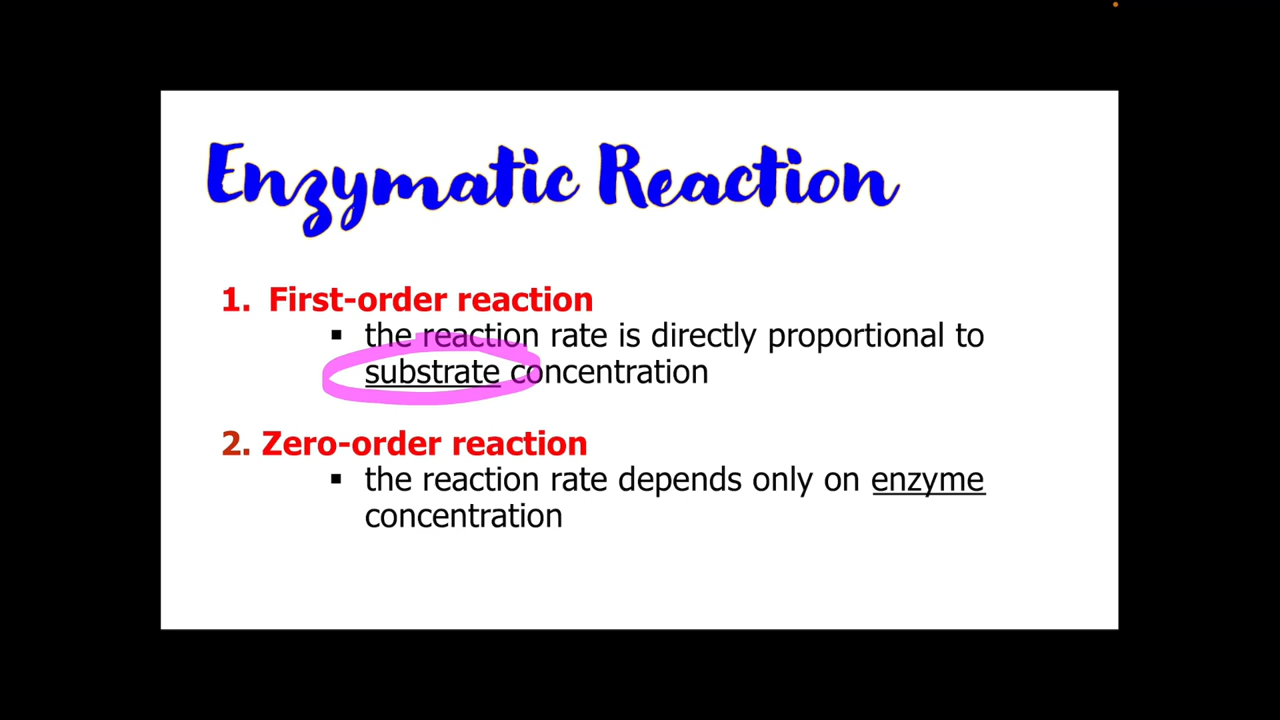 Enzymatic Reaction
1. First-order reaction
▪ the reaction rate is directly proportional to
substrate concentration
2. Zero-order reaction
▪ the reaction rate depends only on enzyme
concentration